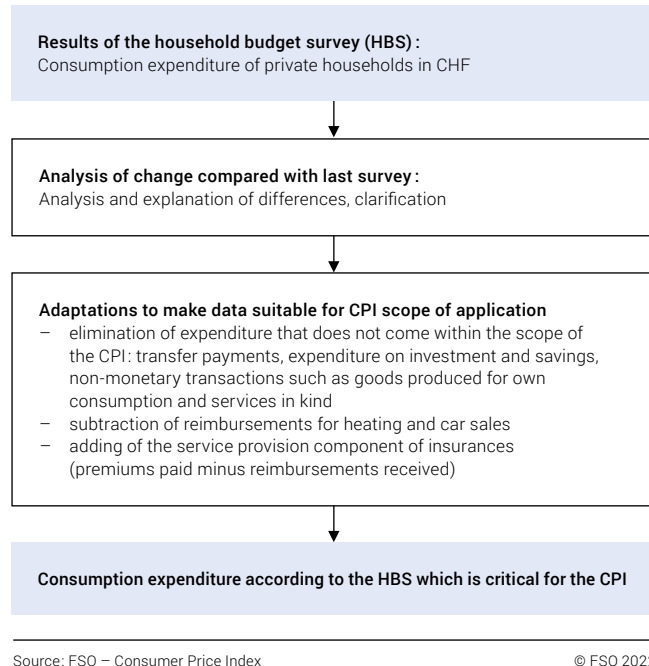 Results of the household budget survey (HBS):
Consumption expenditure of private households in CHF
Analysis of change compared with last survey:
Analysis and explanation of differences, clarification
Adaptations to make data suitable for CPI scope of application
– elimination of expenditure that does not come within the scope of
the CPI: transfer payments, expenditure on investment and savings,
non-monetary transactions such as goods produced for own
consumption and services in kind
– subtraction of reimbursements for heating and car sales
– adding of the service provision component of insurances
(premiums paid minus reimbursements received)
Consumption expenditure according to the HBS which is critical for the CPI
Source: FSO – Consumer Price Index
© FSO